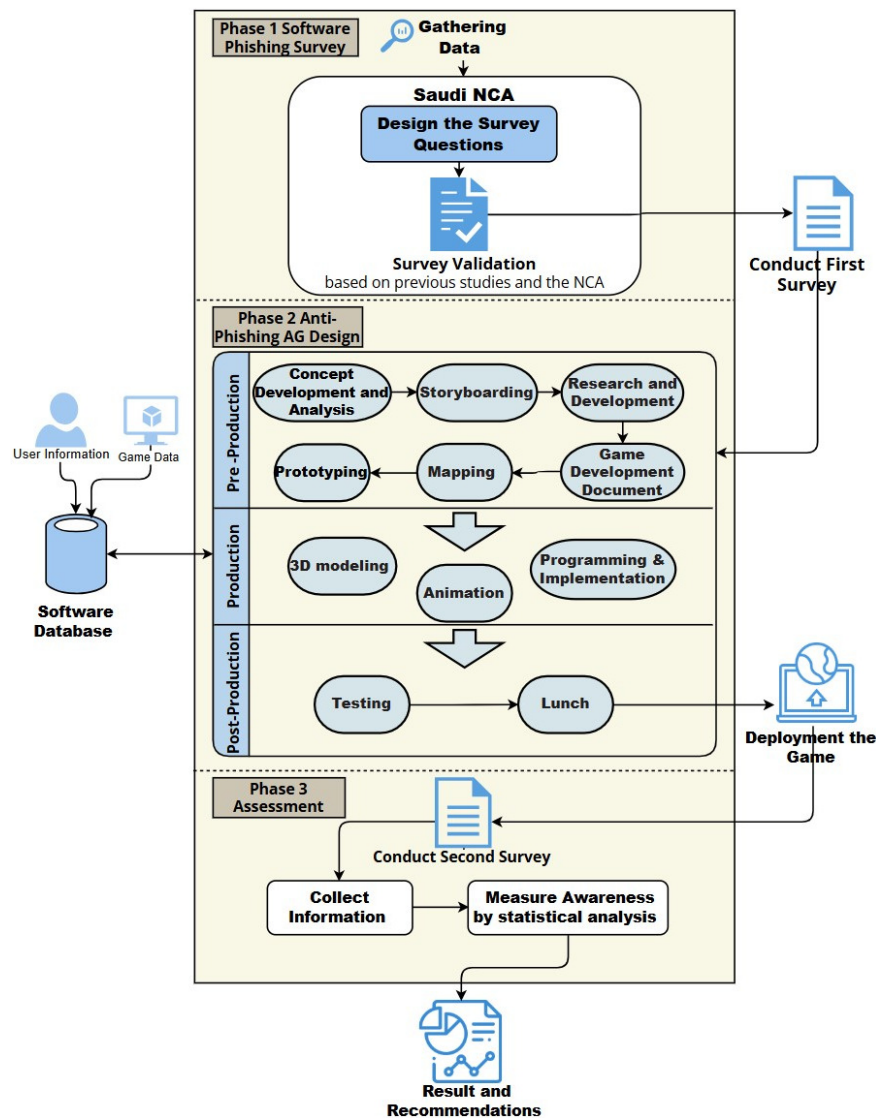 Phase 1 Software
Phishing Survey
Gathering
Data
Saudi NCA
Design the Survey
Questions
Survey Validation
based on previous studies and the NCA
Conduct First
Survey
Phase 2 Anti-
Phishing AG Design
Pre -Production
Concept
Development and
Analysis
Storyboarding
Research and
Development
Prototyping
Mapping
Game
Development
Document
User Information
Game Data
Software
Database
Production
3D modeling
Animation
Programming &
Implementation
Post-Production
Testing
Lunch
Deployment the
Game
Phase 3
Assessment
Conduct Second Survey
Collect
Information
Measure Awareness
by statistical analysis
Result and
Recommendations